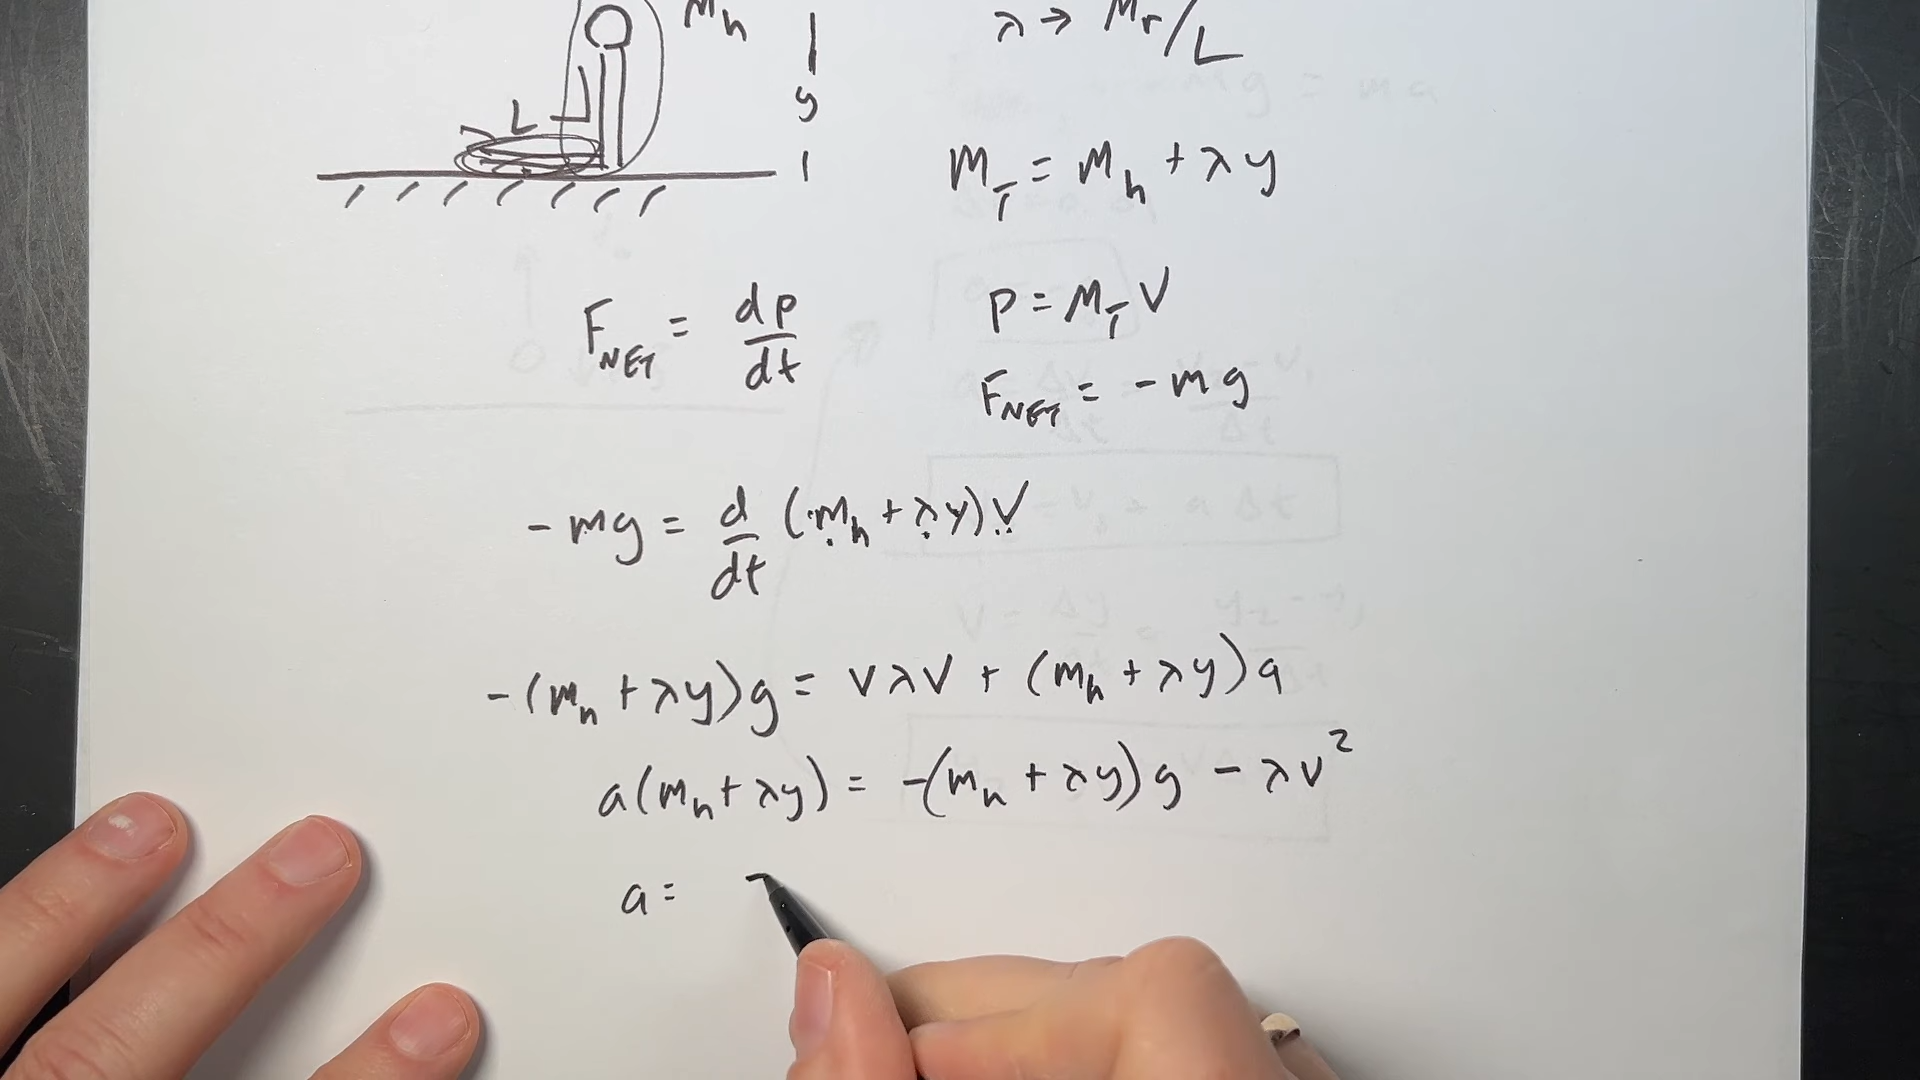 m_h
λ → m_r/L
L
y
m_T = m_h + λy
F_NET = dp/dt
P = m_T v
F_NET = -mg
-mg = d/dt (m_h + λy)v
-(m_h + λy)g = vλv + (m_h + λy)a
a(m_h + λy) = -(m_h + λy)g - λv²
a =